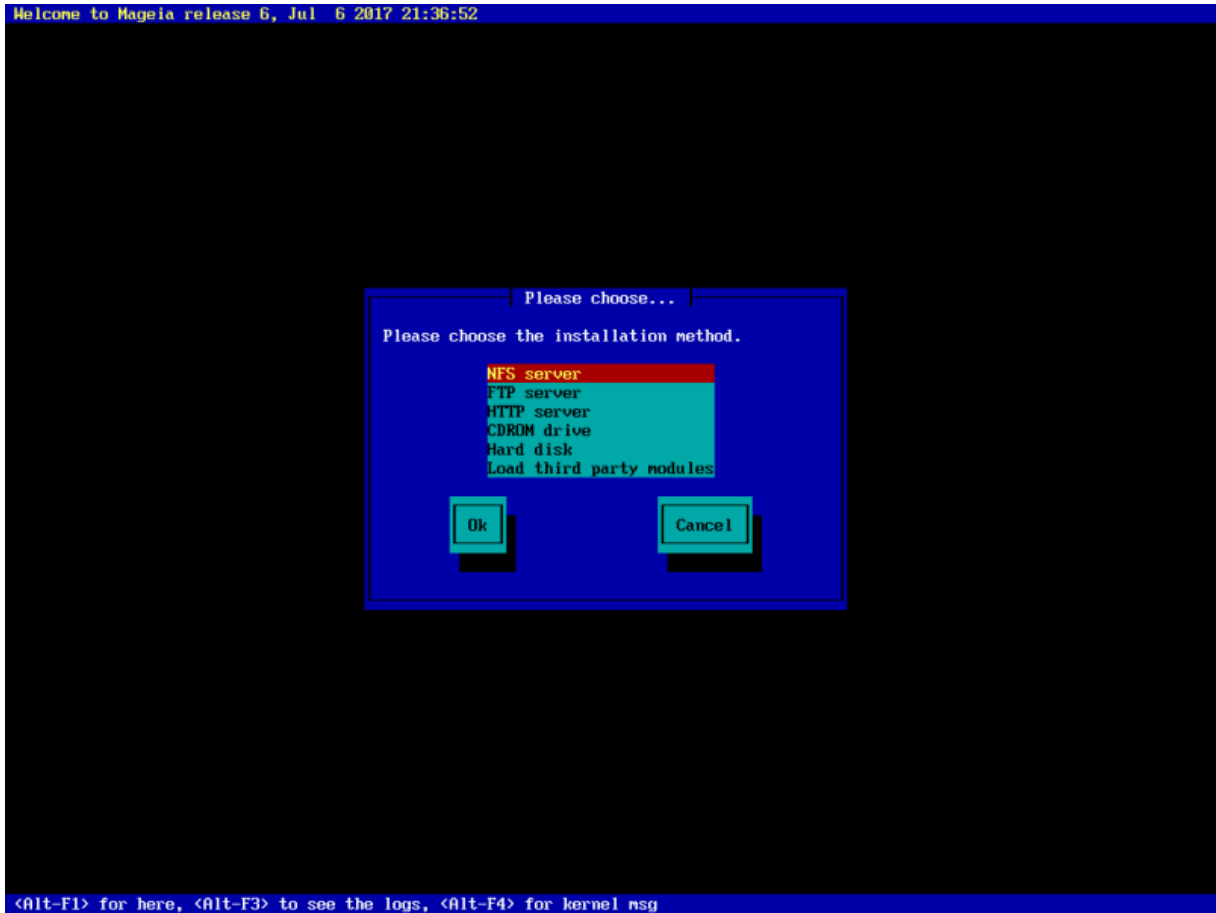 Welcome to Mageia release 6, Jul  6 2017 21:36:52
Please choose...
Please choose the installation method.
NFS server
FTP server
HTTP server
CDROM drive
Hard disk
Load third party modules
Ok Cancel
<Alt-F1> for here, <Alt-F3> to see the logs, <Alt-F4> for kernel msg